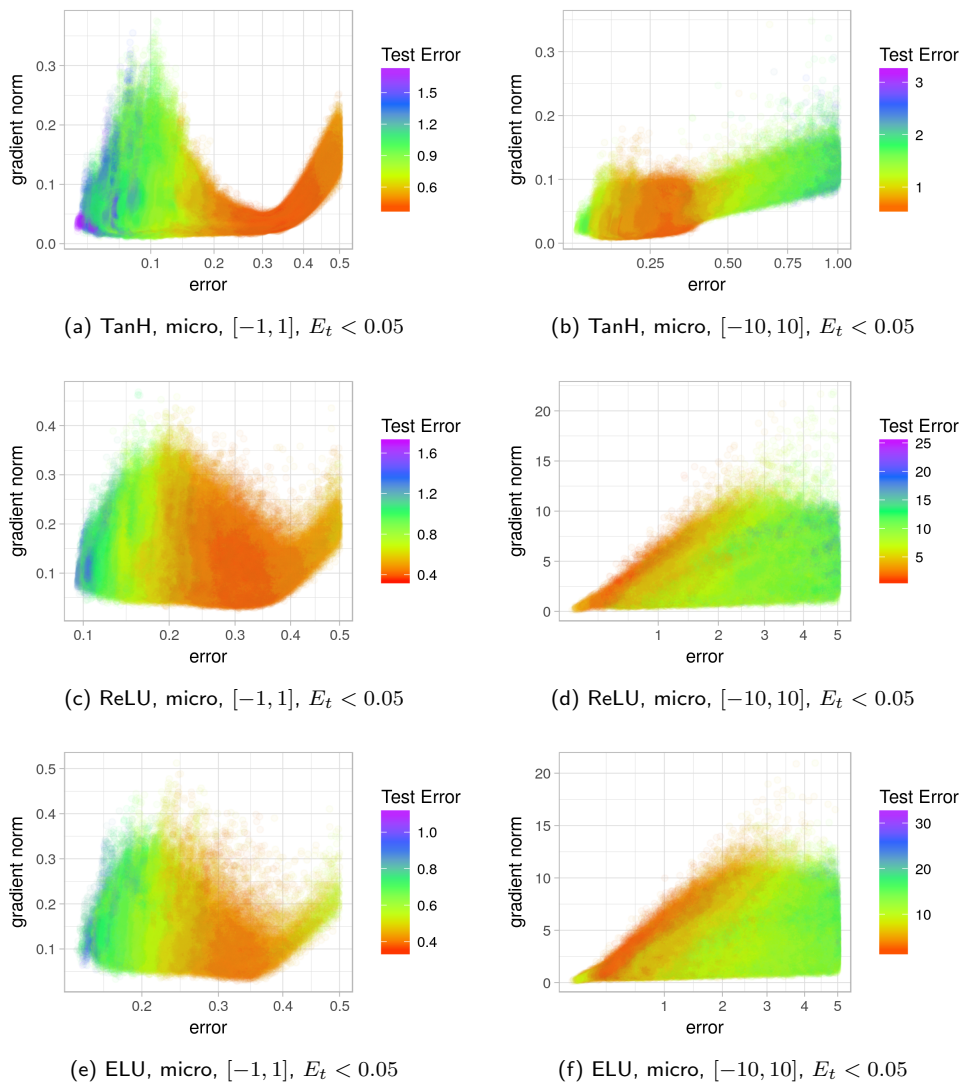 gradient norm
0.3
0.2
0.1
0.0
0.1 0.2 0.3 0.4 0.5
error
Test Error
1.5
1.2
0.9
0.6
(a) TanH, micro, [−1, 1], E_t < 0.05
gradient norm
0.3
0.2
0.1
0.0
0.25 0.50 0.75 1.00
error
Test Error
3
2
1
(b) TanH, micro, [−10, 10], E_t < 0.05
gradient norm
0.4
0.3
0.2
0.1
0.1 0.2 0.3 0.4 0.5
error
Test Error
1.6
1.2
0.8
0.4
(c) ReLU, micro, [−1, 1], E_t < 0.05
gradient norm
20
15
10
5
0
1 2 3 4 5
error
Test Error
25
20
15
10
5
(d) ReLU, micro, [−10, 10], E_t < 0.05
gradient norm
0.5
0.4
0.3
0.2
0.1
0.2 0.3 0.4 0.5
error
Test Error
1.0
0.8
0.6
0.4
(e) ELU, micro, [−1, 1], E_t < 0.05
gradient norm
20
15
10
5
0
1 2 3 4 5
error
Test Error
30
20
10
(f) ELU, micro, [−10, 10], E_t < 0.05